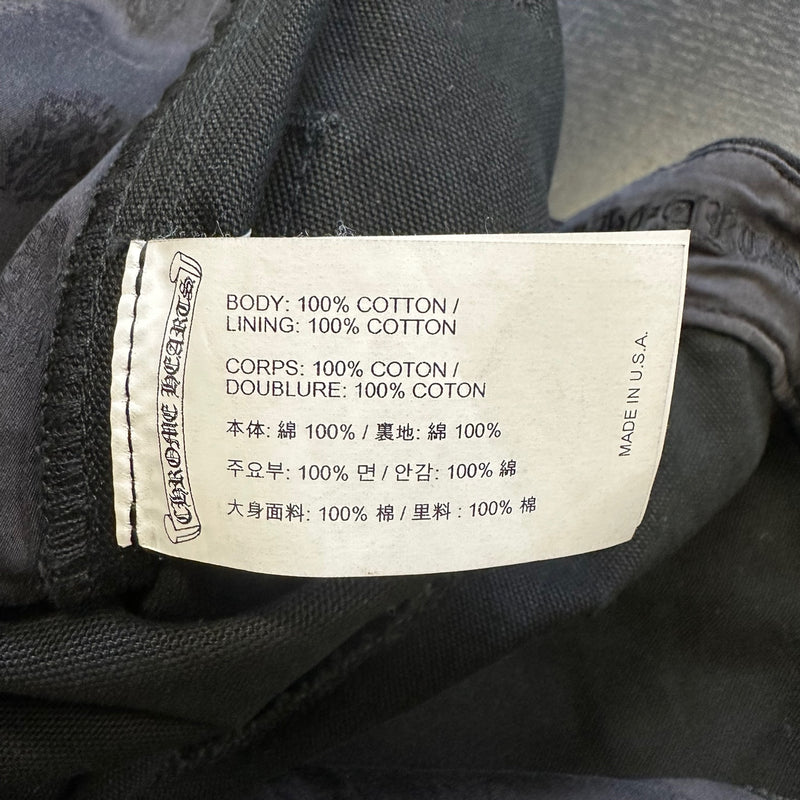 CHROME HEARTS
BODY: 100% COTTON /
LINING: 100% COTTON
CORPS: 100% COTON /
DOUBLURE: 100% COTON
本体: 綿 100% / 裏地: 綿 100%
주요부: 100% 면 / 안감: 100% 綿
大身面料: 100% 棉 / 里料 : 100% 棉
MADE IN U.S.A.